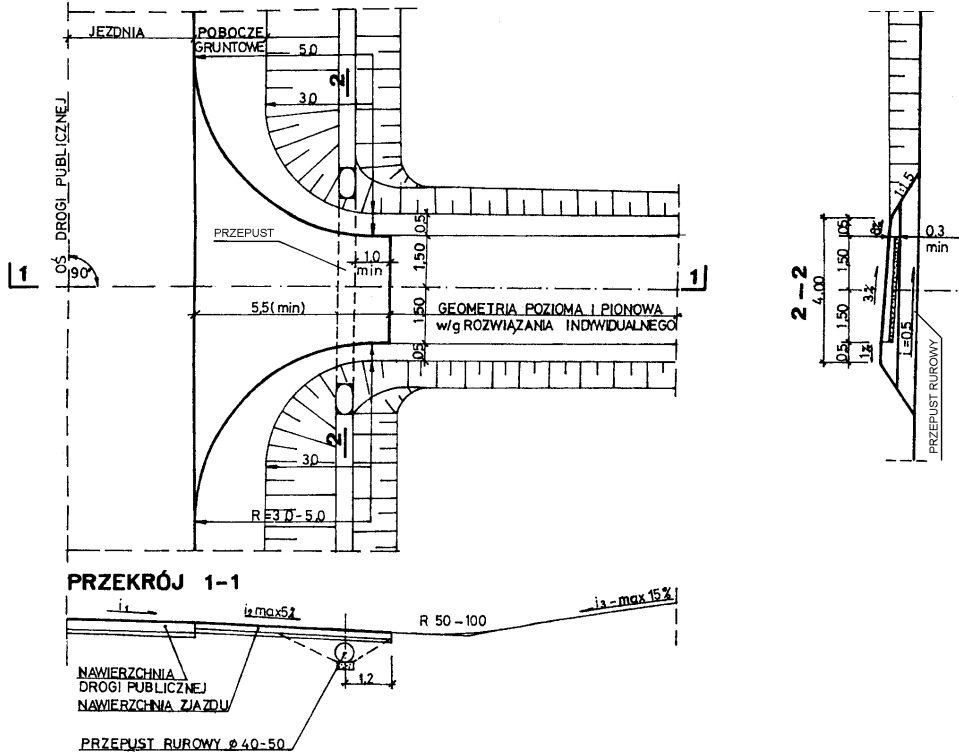 JEZDNIA
POBOCZE
GRUNTOWE
5,0
2
3,0
OŚ DROGI PUBLICZNEJ
90°
1
PRZEPUST
1,0
min
0,5
1,50
1,50
0,5
1
5,5(min)
GEOMETRIA POZIOMA I PIONOWA
w/g ROZWIĄZANIA INDYWIDUALNEGO
2
3,0
R=3,0-5,0
1:1,5
0,3
min
2-2
4.00
0,5
1,50
1,50
0,5
3%
1%
i=0,5
PRZEPUST RUROWY
PRZEKRÓJ 1-1
i₁
i₂ max5%
R 50-100
i₃-max 15%
1,2
NAWIERZCHNIA
DROGI PUBLICZNEJ
NAWIERZCHNIA ZJAZDU
PRZEPUST RUROWY ø 40-50